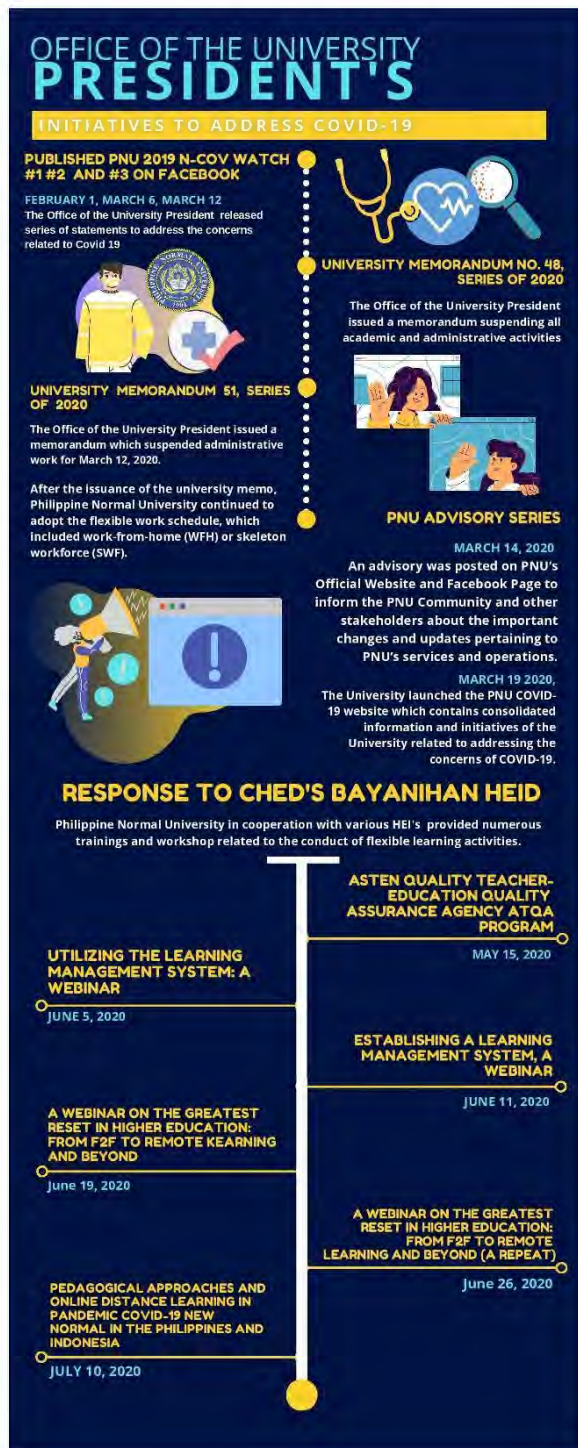 OFFICE OF THE UNIVERSITY
PRESIDENT'S
INITIATIVES TO ADDRESS COVID-19
PUBLISHED PNU 2019 N-COV WATCH
#1 #2 AND #3 ON FACEBOOK
FEBRUARY 1, MARCH 6, MARCH 12
The Office of the University President released
series of statements to address the concerns
related to Covid 19
PHILIPPINE NORMAL UNIVERSITY
UNIVERSITY MEMORANDUM NO. 48,
SERIES OF 2020
The Office of the University President
issued a memorandum suspending all
academic and administrative activities
UNIVERSITY MEMORANDUM 51, SERIES
OF 2020
The Office of the University President issued a
memorandum which suspended administrative
work for March 12, 2020.
After the issuance of the university memo,
Philippine Normal University continued to
adopt the flexible work schedule, which
included work-from-home (WFH) or skeleton
workforce (SWF).
PNU ADVISORY SERIES
MARCH 14, 2020
An advisory was posted on PNU's
Official Website and Facebook Page to
inform the PNU Community and other
stakeholders about the important
changes and updates pertaining to
PNU's services and operations.
MARCH 19 2020,
The University launched the PNU COVID-
19 website which contains consolidated
information and initiatives of the
University related to addressing the
concerns of COVID-19.
RESPONSE TO CHED'S BAYANIHAN HEID
Philippine Normal University in cooperation with various HEI's provided numerous
trainings and workshop related to the conduct of flexible learning activities.
ASTEN QUALITY TEACHER-
EDUCATION QUALITY
ASSURANCE AGENCY ATQA
PROGRAM
MAY 15, 2020
UTILIZING THE LEARNING
MANAGEMENT SYSTEM: A
WEBINAR
JUNE 5, 2020
ESTABLISHING A LEARNING
MANAGEMENT SYSTEM, A
WEBINAR
JUNE 11, 2020
A WEBINAR ON THE GREATEST
RESET IN HIGHER EDUCATION:
FROM F2F TO REMOTE KEARNING
AND BEYOND
June 19, 2020
A WEBINAR ON THE GREATEST
RESET IN HIGHER EDUCATION:
FROM F2F TO REMOTE
LEARNING AND BEYOND (A REPEAT)
June 26, 2020
PEDAGOGICAL APPROACHES AND
ONLINE DISTANCE LEARNING IN
PANDEMIC COVID-19 NEW
NORMAL IN THE PHILIPPINES AND
INDONESIA
JULY 10, 2020